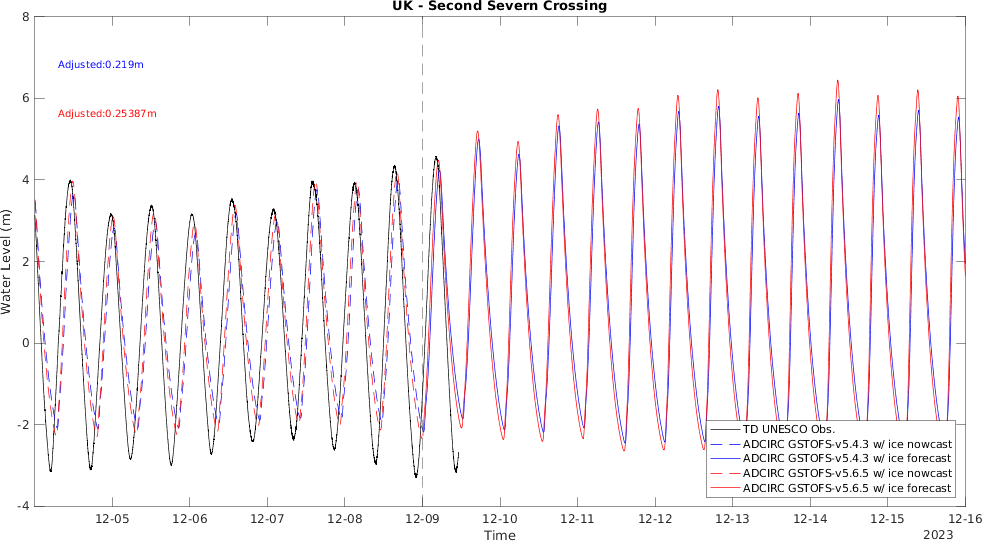 UK - Second Severn Crossing
8
6
4
2
0
-2
-4
Water Level (m)
Adjusted:0.219m
Adjusted:0.25387m
TD UNESCO Obs.
ADCIRC GSTOFS-v5.4.3 w/ ice nowcast
ADCIRC GSTOFS-v5.4.3 w/ ice forecast
ADCIRC GSTOFS-v5.6.5 w/ ice nowcast
ADCIRC GSTOFS-v5.6.5 w/ ice forecast
12-05 12-06 12-07 12-08 12-09 12-10 12-11 12-12 12-13 12-14 12-15 12-16
Time
2023